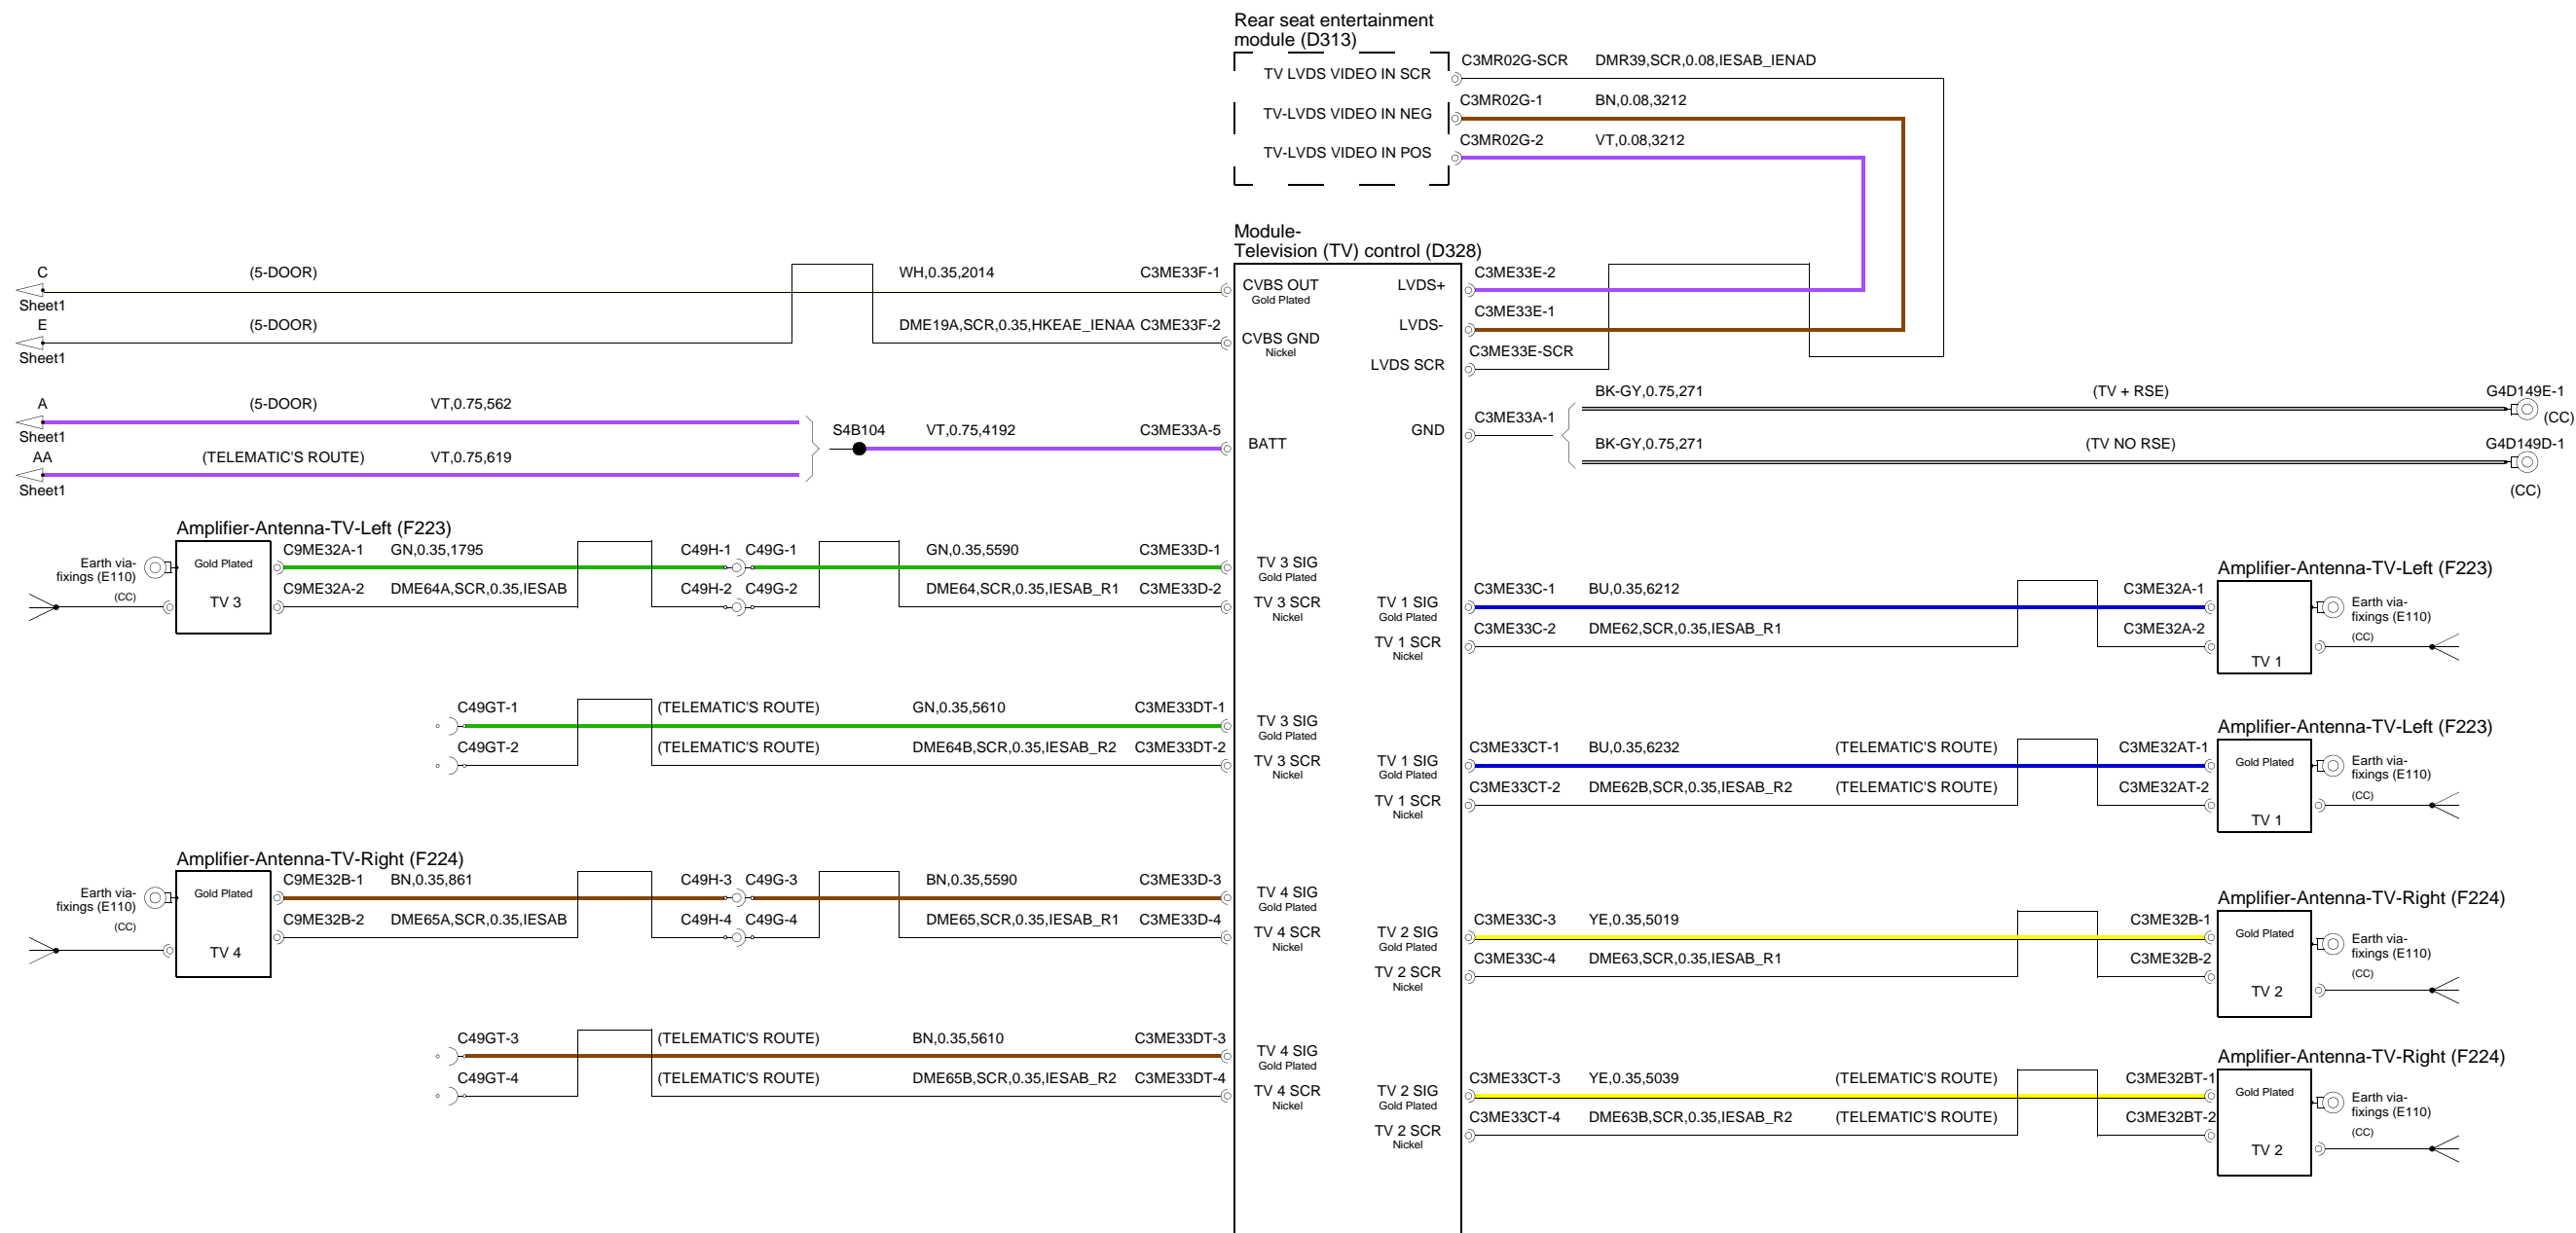 Rear seat entertainment
module (D313)
TV LVDS VIDEO IN SCR
C3MR02G-SCR DMR39,SCR,0.08,IESAB_IENAD
TV-LVDS VIDEO IN NEG
C3MR02G-1 BN,0.08,3212
TV-LVDS VIDEO IN POS
C3MR02G-2 VT,0.08,3212
Module-
Television (TV) control (D328)
C (5-DOOR) WH,0.35,2014 C3ME33F-1
Sheet1
CVBS OUT
Gold Plated
E (5-DOOR) DME19A,SCR,0.35,HKEAE_IENAA C3ME33F-2
Sheet1
CVBS GND
Nickel
LVDS+ C3ME33E-2
LVDS- C3ME33E-1
LVDS SCR C3ME33E-SCR
A (5-DOOR) VT,0.75,562
Sheet1
AA (TELEMATIC'S ROUTE) VT,0.75,619
Sheet1
S4B104 VT,0.75,4192 C3ME33A-5
BATT
GND C3ME33A-1
BK-GY,0.75,271 (TV + RSE) G4D149E-1
(CC)
BK-GY,0.75,271 (TV NO RSE) G4D149D-1
(CC)
Amplifier-Antenna-TV-Left (F223)
Earth via-
fixings (E110)
(CC)
Gold Plated
TV 3
C9ME32A-1 GN,0.35,1795 C49H-1 C49G-1 GN,0.35,5590 C3ME33D-1
C9ME32A-2 DME64A,SCR,0.35,IESAB C49H-2 C49G-2 DME64,SCR,0.35,IESAB_R1 C3ME33D-2
TV 3 SIG
Gold Plated
TV 3 SCR
Nickel
TV 1 SIG
Gold Plated
TV 1 SCR
Nickel
C3ME33C-1 BU,0.35,6212 C3ME32A-1
C3ME33C-2 DME62,SCR,0.35,IESAB_R1 C3ME32A-2
Amplifier-Antenna-TV-Left (F223)
TV 1
Earth via-
fixings (E110)
(CC)
C49GT-1 (TELEMATIC'S ROUTE) GN,0.35,5610 C3ME33DT-1
C49GT-2 (TELEMATIC'S ROUTE) DME64B,SCR,0.35,IESAB_R2 C3ME33DT-2
TV 3 SIG
Gold Plated
TV 3 SCR
Nickel
TV 1 SIG
Gold Plated
TV 1 SCR
Nickel
C3ME33CT-1 BU,0.35,6232 (TELEMATIC'S ROUTE) C3ME32AT-1
C3ME33CT-2 DME62B,SCR,0.35,IESAB_R2 (TELEMATIC'S ROUTE) C3ME32AT-2
Amplifier-Antenna-TV-Left (F223)
Gold Plated
TV 1
Earth via-
fixings (E110)
(CC)
Amplifier-Antenna-TV-Right (F224)
Earth via-
fixings (E110)
(CC)
Gold Plated
TV 4
C9ME32B-1 BN,0.35,861 C49H-3 C49G-3 BN,0.35,5590 C3ME33D-3
C9ME32B-2 DME65A,SCR,0.35,IESAB C49H-4 C49G-4 DME65,SCR,0.35,IESAB_R1 C3ME33D-4
TV 4 SIG
Gold Plated
TV 4 SCR
Nickel
TV 2 SIG
Gold Plated
TV 2 SCR
Nickel
C3ME33C-3 YE,0.35,5019 C3ME32B-1
C3ME33C-4 DME63,SCR,0.35,IESAB_R1 C3ME32B-2
Amplifier-Antenna-TV-Right (F224)
Gold Plated
TV 2
Earth via-
fixings (E110)
(CC)
C49GT-3 (TELEMATIC'S ROUTE) BN,0.35,5610 C3ME33DT-3
C49GT-4 (TELEMATIC'S ROUTE) DME65B,SCR,0.35,IESAB_R2 C3ME33DT-4
TV 4 SIG
Gold Plated
TV 4 SCR
Nickel
TV 2 SIG
Gold Plated
TV 2 SCR
Nickel
C3ME33CT-3 YE,0.35,5039 (TELEMATIC'S ROUTE) C3ME32BT-1
C3ME33CT-4 DME63B,SCR,0.35,IESAB_R2 (TELEMATIC'S ROUTE) C3ME32BT-2
Amplifier-Antenna-TV-Right (F224)
Gold Plated
TV 2
Earth via-
fixings (E110)
(CC)